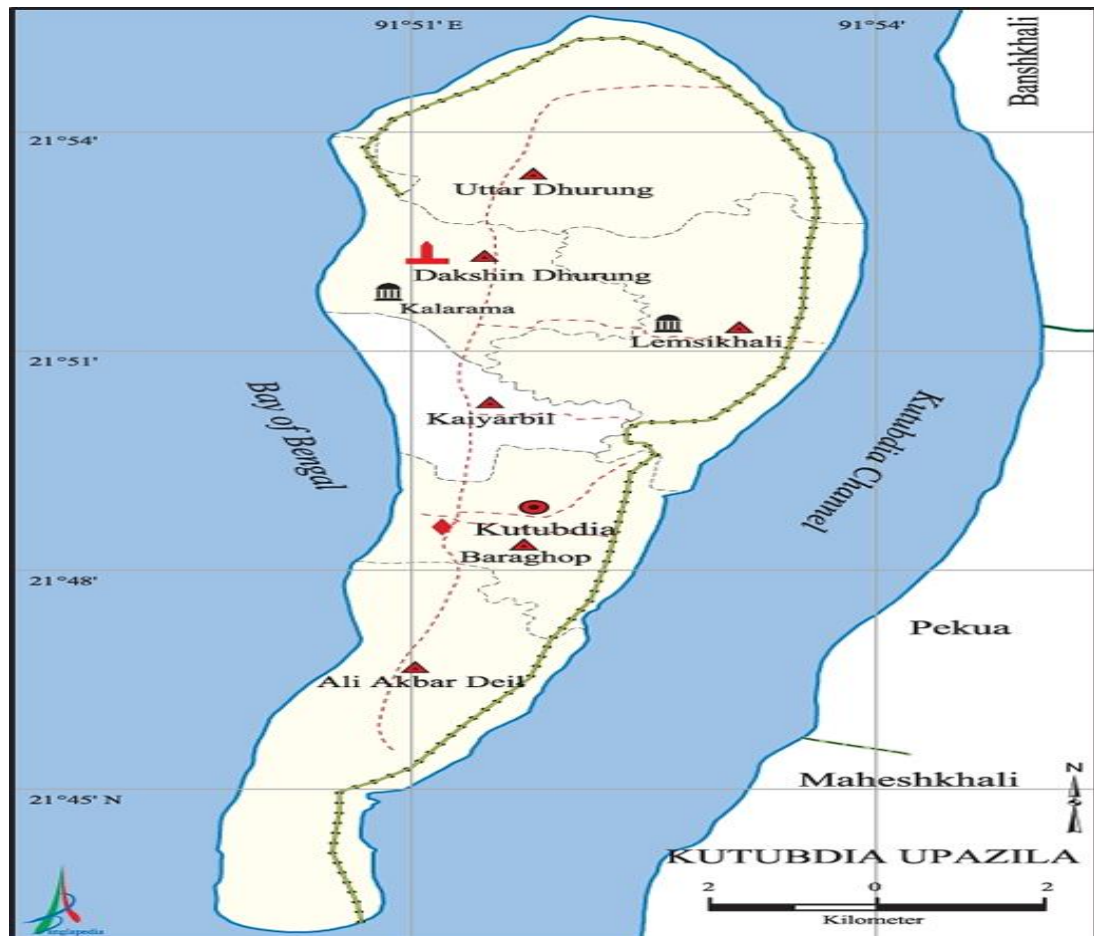 91°51' E
91°54'
Banshkhali
21°54'
Uttar Dhurung
Dakshin Dhurung
Kalarama
Lemsikhali
21°51'
Bay of Bengal
Kaiyarbil
Kutubdia Channel
Kutubdia
Baraghop
21°48'
Pekua
Ali Akbar Deil
21°45' N
Maheshkhali
N
KUTUBDIA UPAZILA
2 0 2
Kilometer
anglapedia